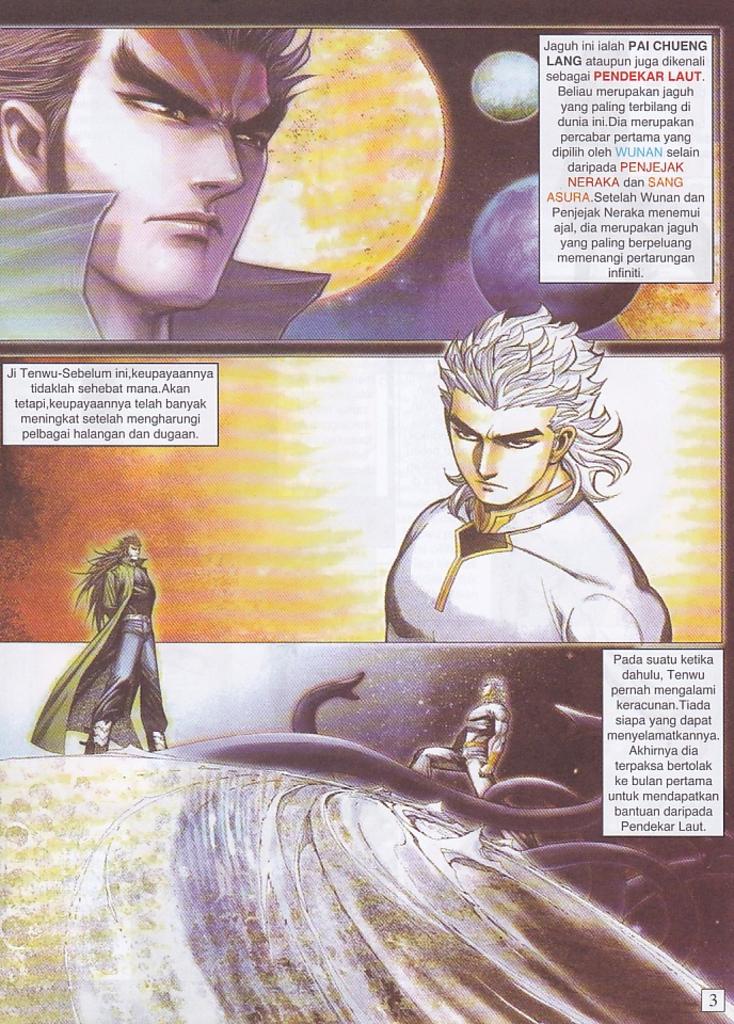 Jaguh ini ialah PAI CHUENG
LANG ataupun juga dikenali
sebagai PENDEKAR LAUT.
Beliau merupakan jaguh
yang paling terbilang di
dunia ini.Dia merupakan
percabar pertama yang
dipilih oleh WUNAN selain
daripada PENJEJAK
NERAKA dan SANG
ASURA.Setelah Wunan dan
Penjejak Neraka menemui
ajal, dia merupakan jaguh
yang paling berpeluang
memenangi pertarungan
infiniti.
Ji Tenwu-Sebelum ini,keupayaannya
tidaklah sehebat mana.Akan
tetapi,keupayaannya telah banyak
meningkat setelah mengharungi
pelbagai halangan dan dugaan.
Pada suatu ketika
dahulu, Tenwu
pernah mengalami
keracunan.Tiada
siapa yang dapat
menyelamatkannya.
Akhirnya dia
terpaksa bertolak
ke bulan pertama
untuk mendapatkan
bantuan daripada
Pendekar Laut.
3